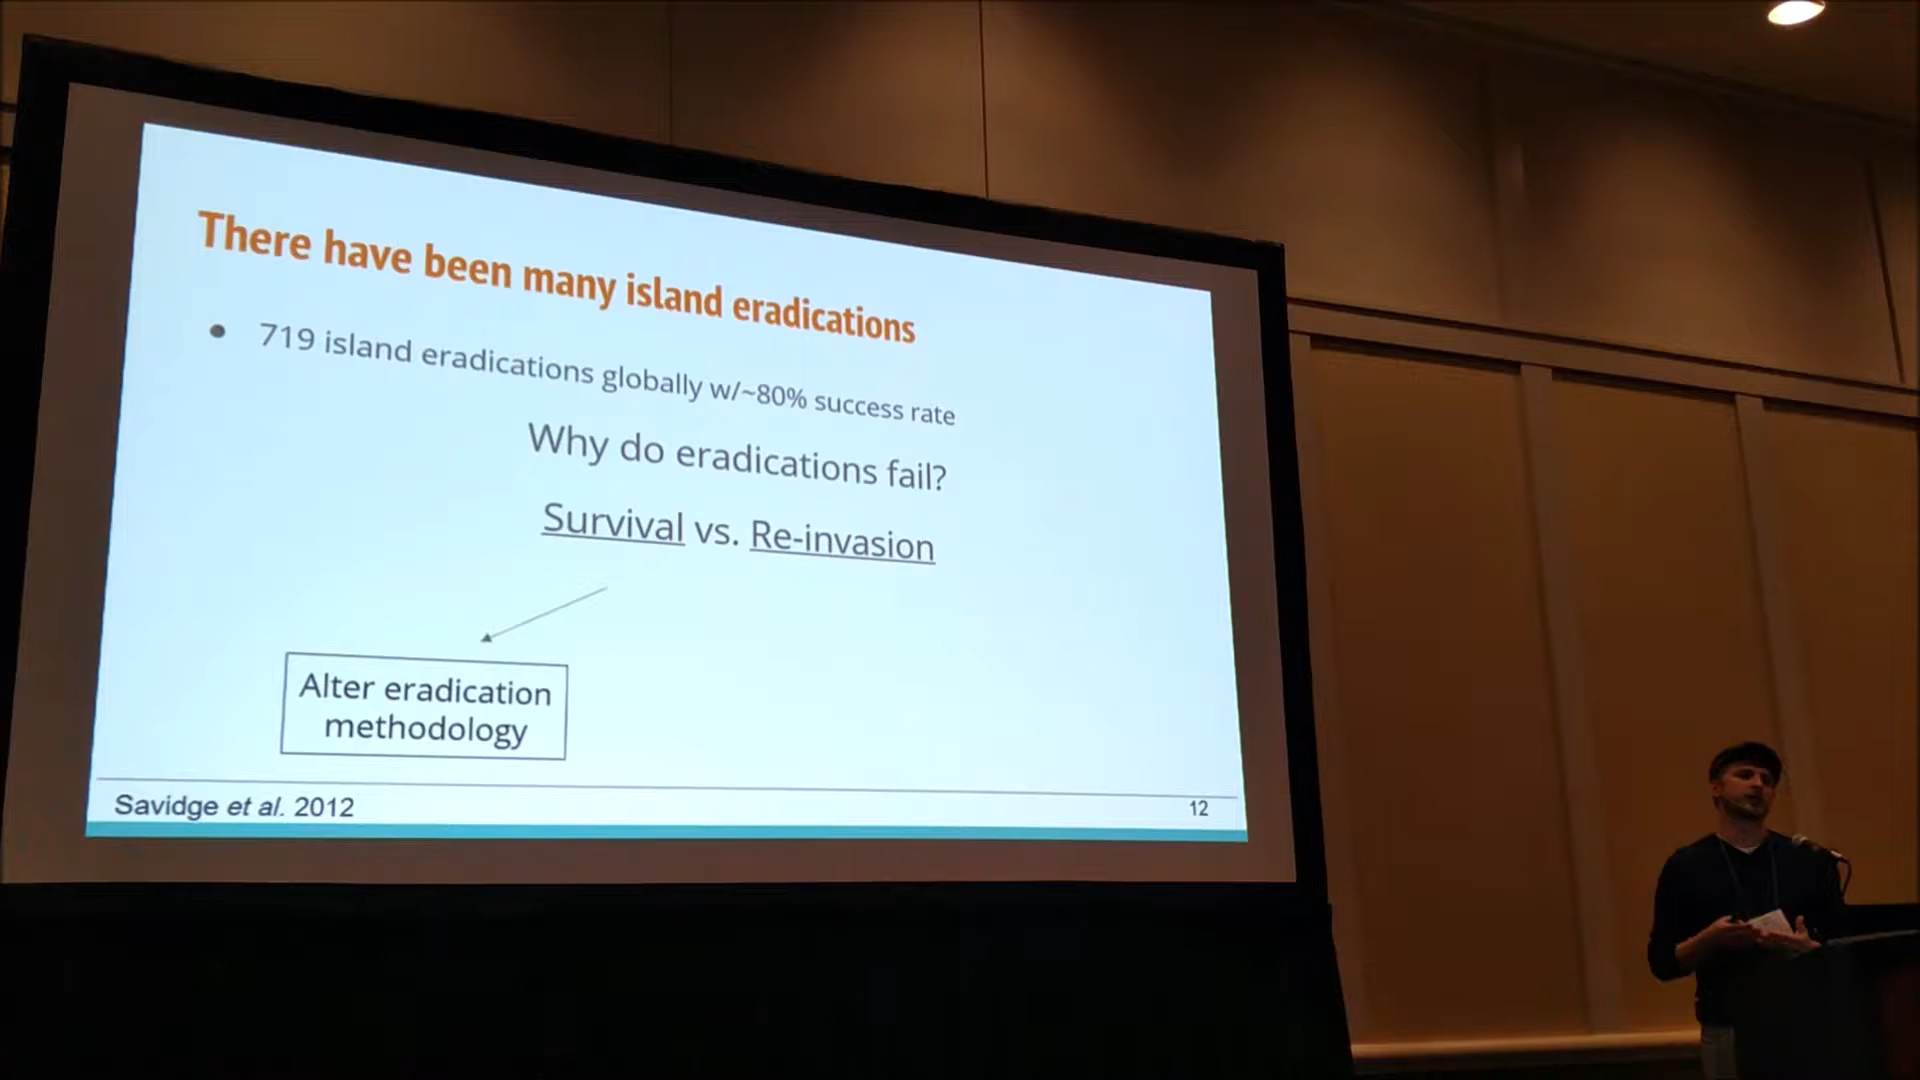 There have been many island eradications
● 719 island eradications globally w/~80% success rate
Why do eradications fail?
Survival vs. Re-invasion
Alter eradication
methodology
Savidge et al. 2012
12